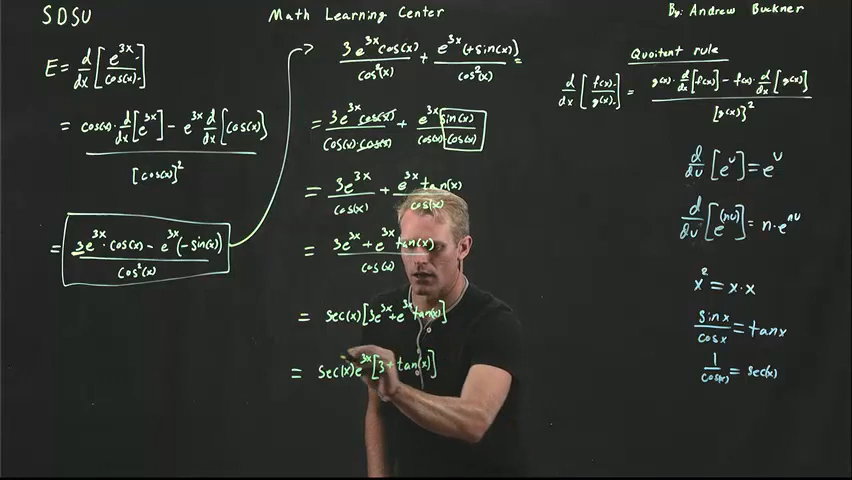 SDSU
Math Learning Center
By: Andrew Buckner
E = d/dx [e^3x / cos(x)]
= cos(x)·d/dx[e^3x] − e^3x d/dx[cos(x)] / [cos(x)]^2
= 3e^3x·cos(x) − e^3x(−sin(x)) / cos^2(x)
3e^3x cos(x) / cos^2(x) + e^3x(+sin(x)) / cos^2(x) =
= 3e^3x cos(x) / cos(x)·cos(x) + e^3x sin(x) / cos(x)·cos(x)
= 3e^3x / cos(x) + e^3x tan(x) / cos(x)
= 3e^3x + e^3x tan(x) / cos(x)
= sec(x)[3e^3x + e^3x tan(x)]
= sec(x)e^3x[3 + tan(x)]
Quoitent rule
d/dx [f(x) / g(x)] = g(x)·d/dx[f(x)] − f(x)·d/dx[g(x)] / [g(x)]^2
d/du [e^u] = e^u
d/du [e^(nu)] = n·e^nu
x^2 = x·x
sinx / cosx = tanx
1 / cos(x) = sec(x)